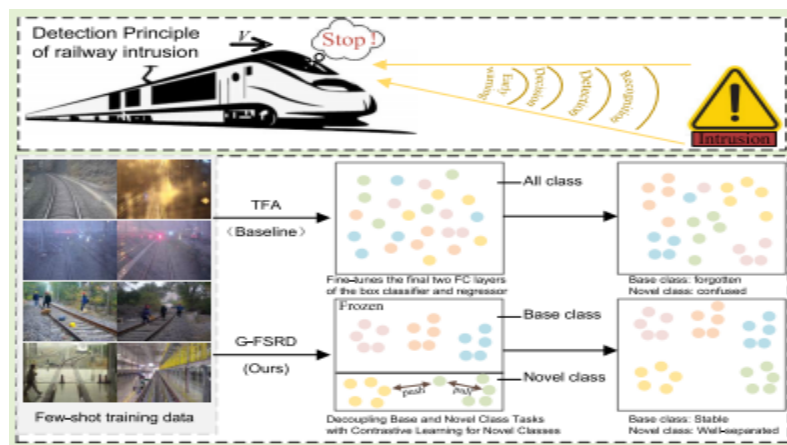 Detection Principle
of railway intrusion
V
Stop !
Early
warning
Decision
Detection
Recognising
Intrusion
TFA
(Baseline)
All class
Fine-tunes the final two FC layers
of the box classifier and regressor
Base class: forgotten
Novel class: confused
Frozen
Base class
G-FSRD
(Ours)
Novel class
push
pull
Few-shot training data
Decoupling Base and Novel Class Tasks
with Contrastive Learning for Novel Classes
Base class: Stable
Novel class: Well-separated